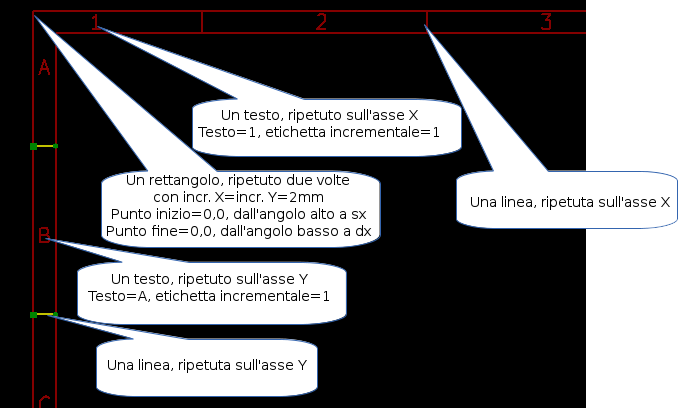 1 2 3
A
Un testo, ripetuto sull'asse X
Testo=1, etichetta incrementale=1
Un rettangolo, ripetuto due volte
con incr. X=incr. Y=2mm
Punto inizio=0,0, dall'angolo alto a sx
Punto fine=0,0, dall'angolo basso a dx
Una linea, ripetuta sull'asse X
B
Un testo, ripetuto sull'asse Y
Testo=A, etichetta incrementale=1
Una linea, ripetuta sull'asse Y
C